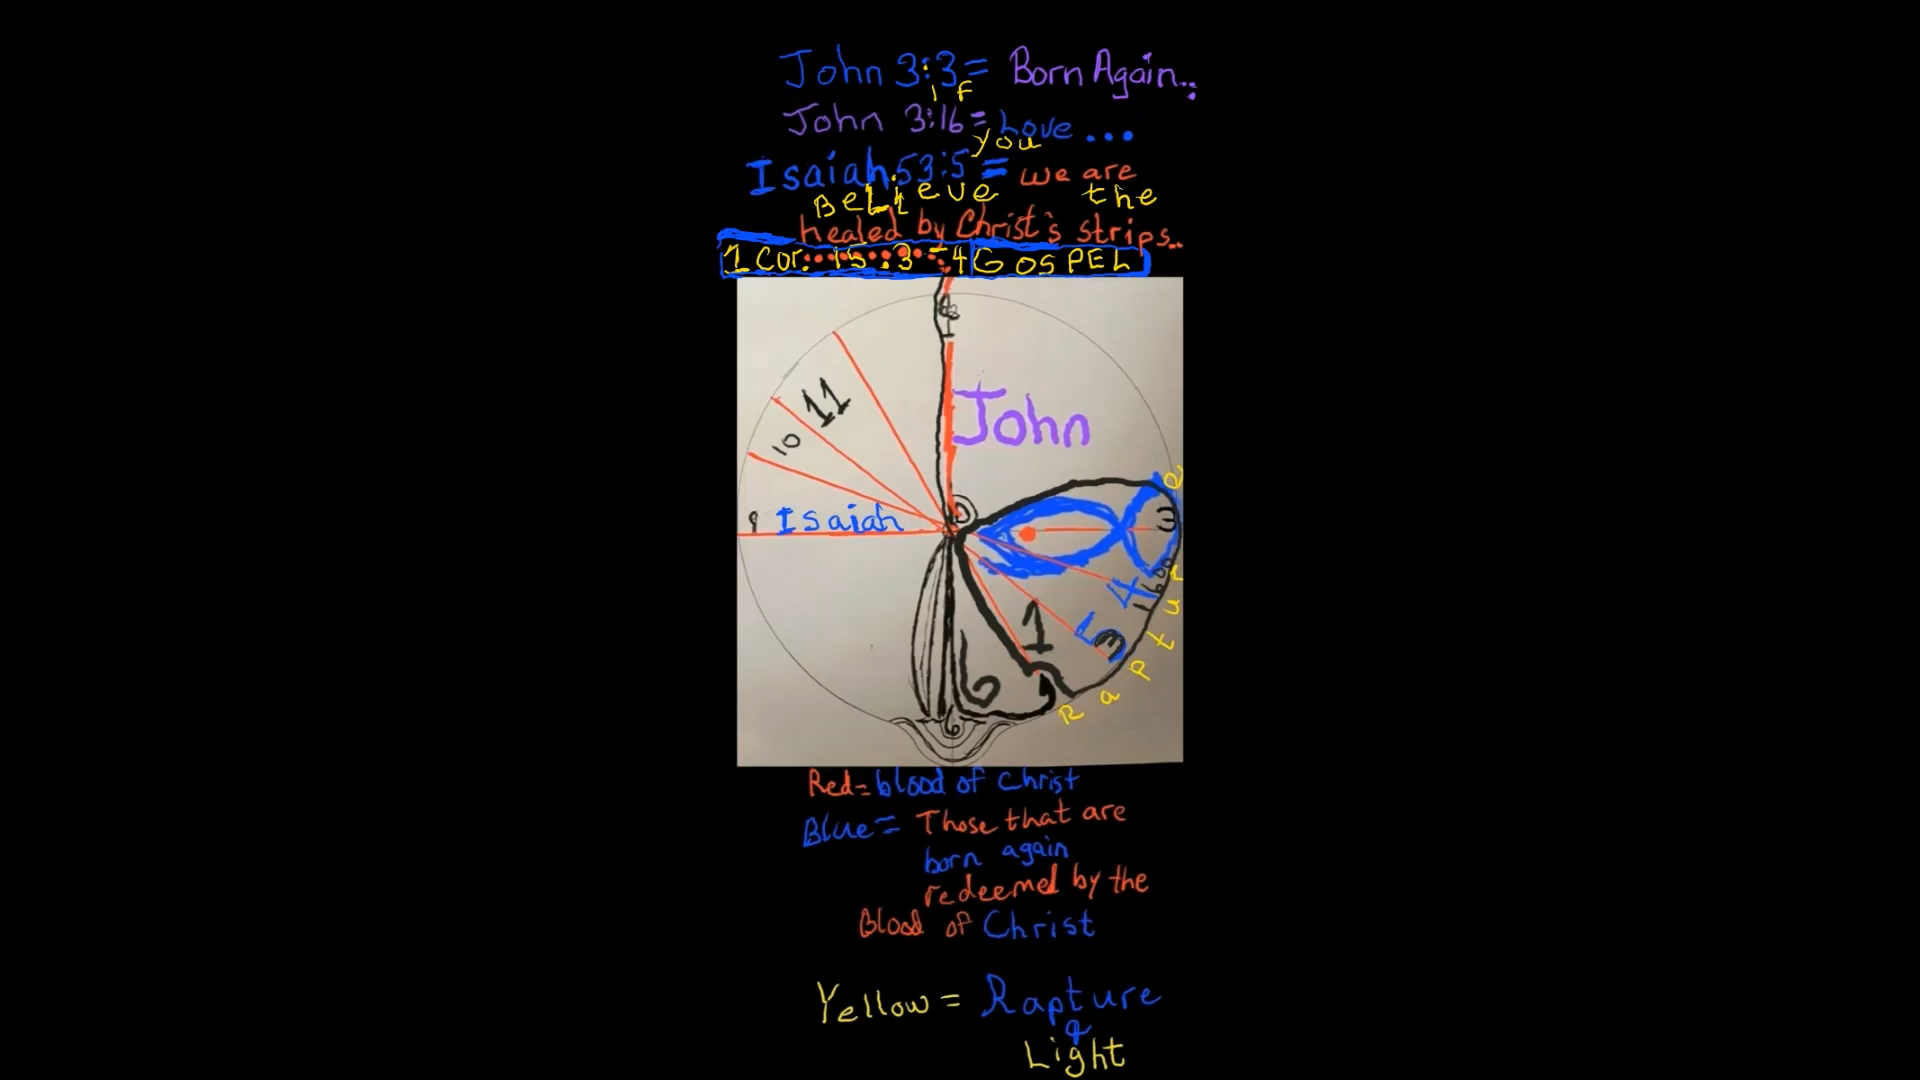 John 3:3= Born Again..:
if
John 3:16= Love ...
you
Isaiah 53:5 = we are
BeLieve the
healed by Christ's strips..
1 Cor. 15:3-4 GOSPEL
John
11
10
9 Isaiah
3
e
4
1600
5
3
1
6
6
Rapture
Red= blood of Christ
Blue= Those that are
born again
redeemed by the
Blood of Christ
Yellow = Rapture
&
Light